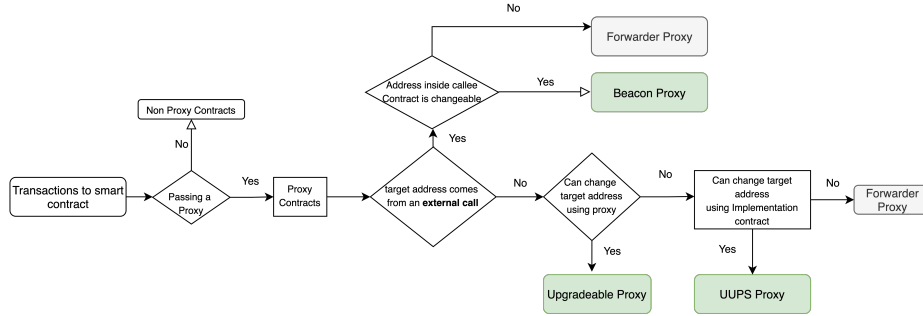 No
Forwarder Proxy
Address inside callee
Contract is changeable
Yes
Beacon Proxy
Non Proxy Contracts
No
Yes
Transactions to smart
contract
Passing a
Proxy
Yes
Proxy
Contracts
target address comes
from an external call
No
Can change
target address
using proxy
No
Can change target
address
using Implementation
contract
No
Forwarder
Proxy
Yes
Yes
Upgradeable Proxy
UUPS Proxy